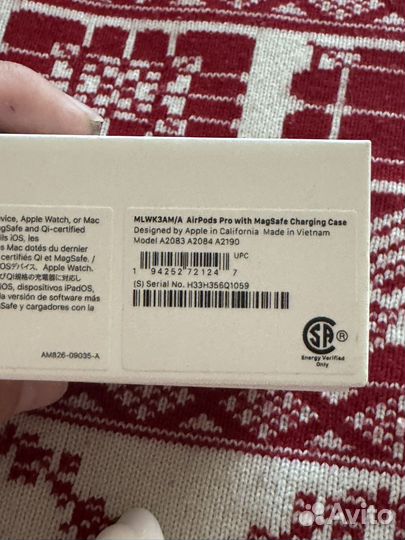 device, Apple Watch, or Mac
MagSafe and Qi-certified
iOS, les
Mac dotés du dernier
certifiés Qi et MagSafe. /
OSデバイス、Apple Watch、
び Qi規格の充電器に対応
iOS, dispositivos iPadOS
la versión de software más
Safe y cargadores con la
AM826-09035-A
MLWK3AM/A AirPods Pro with MagSafe Charging Case
Designed by Apple in California Made in Vietnam
Model A2083 A2084 A2190
UPC
1 94252 72124 7
(S) Serial No. H33H356Q1059
SA
®
Energy Verified
Only
Avito